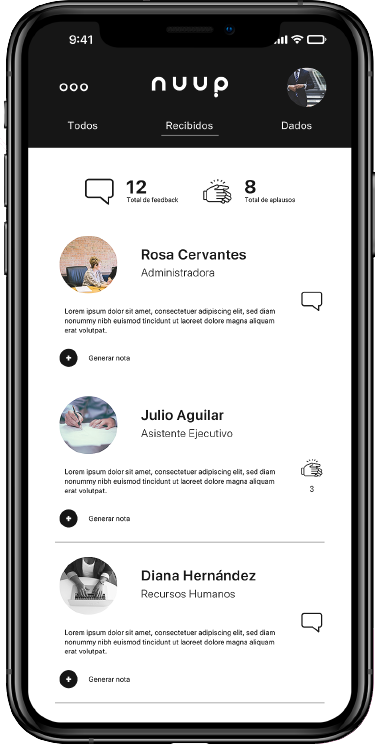 9:41
nuup
Todos Recibidos Dados
12 8
Total de feedback Total de aplausos
Rosa Cervantes
Administradora
Lorem ipsum dolor sit amet, consectetuer adipiscing elit, sed diam
nonummy nibh euismod tincidunt ut laoreet dolore magna aliquam
erat volutpat.
Generar nota
Julio Aguilar
Asistente Ejecutivo
Lorem ipsum dolor sit amet, consectetuer adipiscing elit, sed diam
nonummy nibh euismod tincidunt ut laoreet dolore magna aliquam
erat volutpat.
3
Generar nota
Diana Hernández
Recursos Humanos
Lorem ipsum dolor sit amet, consectetuer adipiscing elit, sed diam
nonummy nibh euismod tincidunt ut laoreet dolore magna aliquam
erat volutpat.
Generar nota